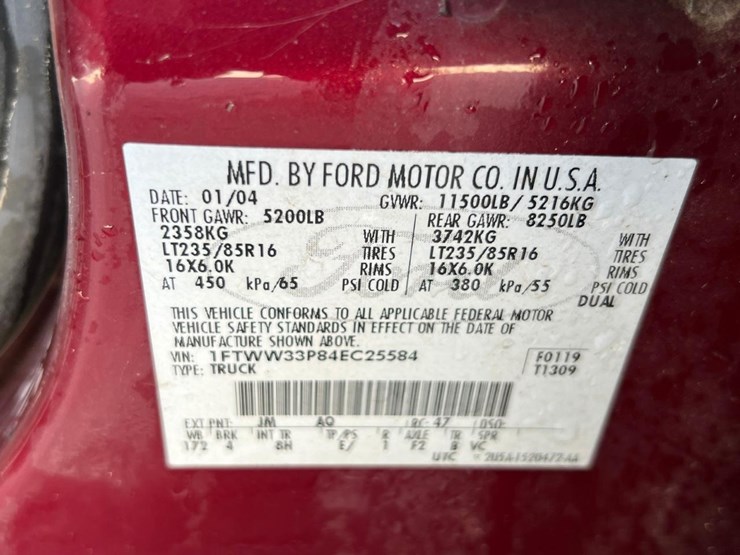 MFD. BY FORD MOTOR CO. IN U.S.A.
DATE: 01/04 GVWR: 11500LB/ 5216KG
FRONT GAWR: 5200LB REAR GAWR: 8250LB
2358KG WITH 3742KG WITH
LT235/85R16 TIRES LT235/85R16 TIRES
16X6.0K RIMS 16X6.0K RIMS
AT 450 kPa/65 PSI COLD AT 380 kPa/55 PSI COLD
DUAL
Ford
THIS VEHICLE CONFORMS TO ALL APPLICABLE FEDERAL MOTOR
VEHICLE SAFETY STANDARDS IN EFFECT ON THE DATE OF
MANUFACTURE SHOWN ABOVE.
VIN: 1FTWW33P84EC25584 F0119
TYPE: TRUCK T1309
EXT PNT: JM AQ RC: 47 DSO:
WB BRK INT TR TP/PS R AXLE TR SPR
172 4 BH E/ 1 F2 B VC
UTC